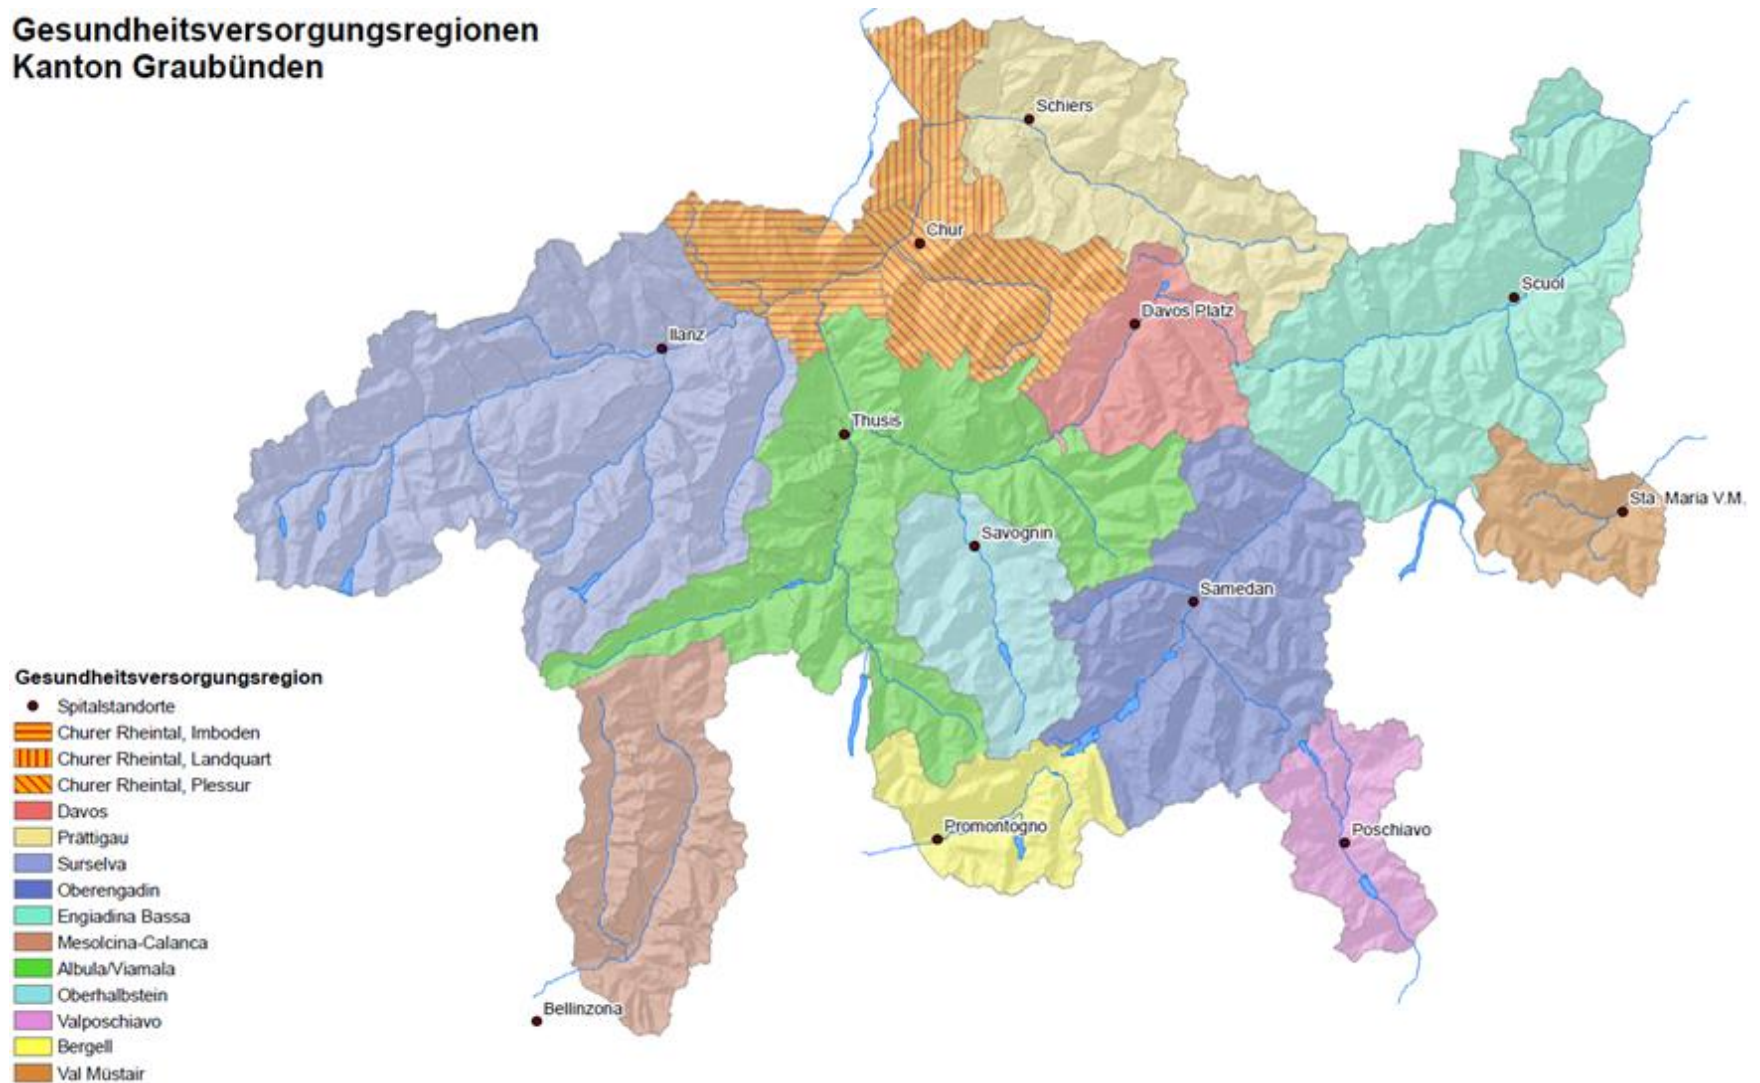 Gesundheitsversorgungsregionen
Kanton Graubünden
Schiers
Chur
Scuol
Davos Platz
Ilanz
Thusis
Sta. Maria V.M.
Savognin
Samedan
Promontogno
Poschiavo
Bellinzona
Gesundheitsversorgungsregion
Spitalstandorte
Churer Rheintal, Imboden
Churer Rheintal, Landquart
Churer Rheintal, Plessur
Davos
Prättigau
Surselva
Oberengadin
Engiadina Bassa
Mesolcina-Calanca
Albula/Viamala
Oberhalbstein
Valposchiavo
Bergell
Val Müstair